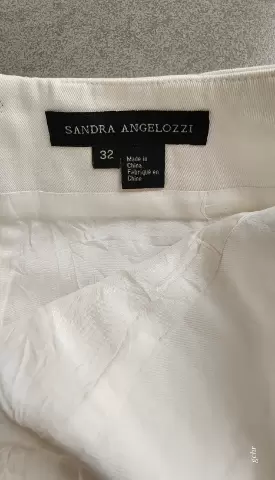 SANDRA ANGELOZZI
32
Made in
China
Fabriqué en
Chine